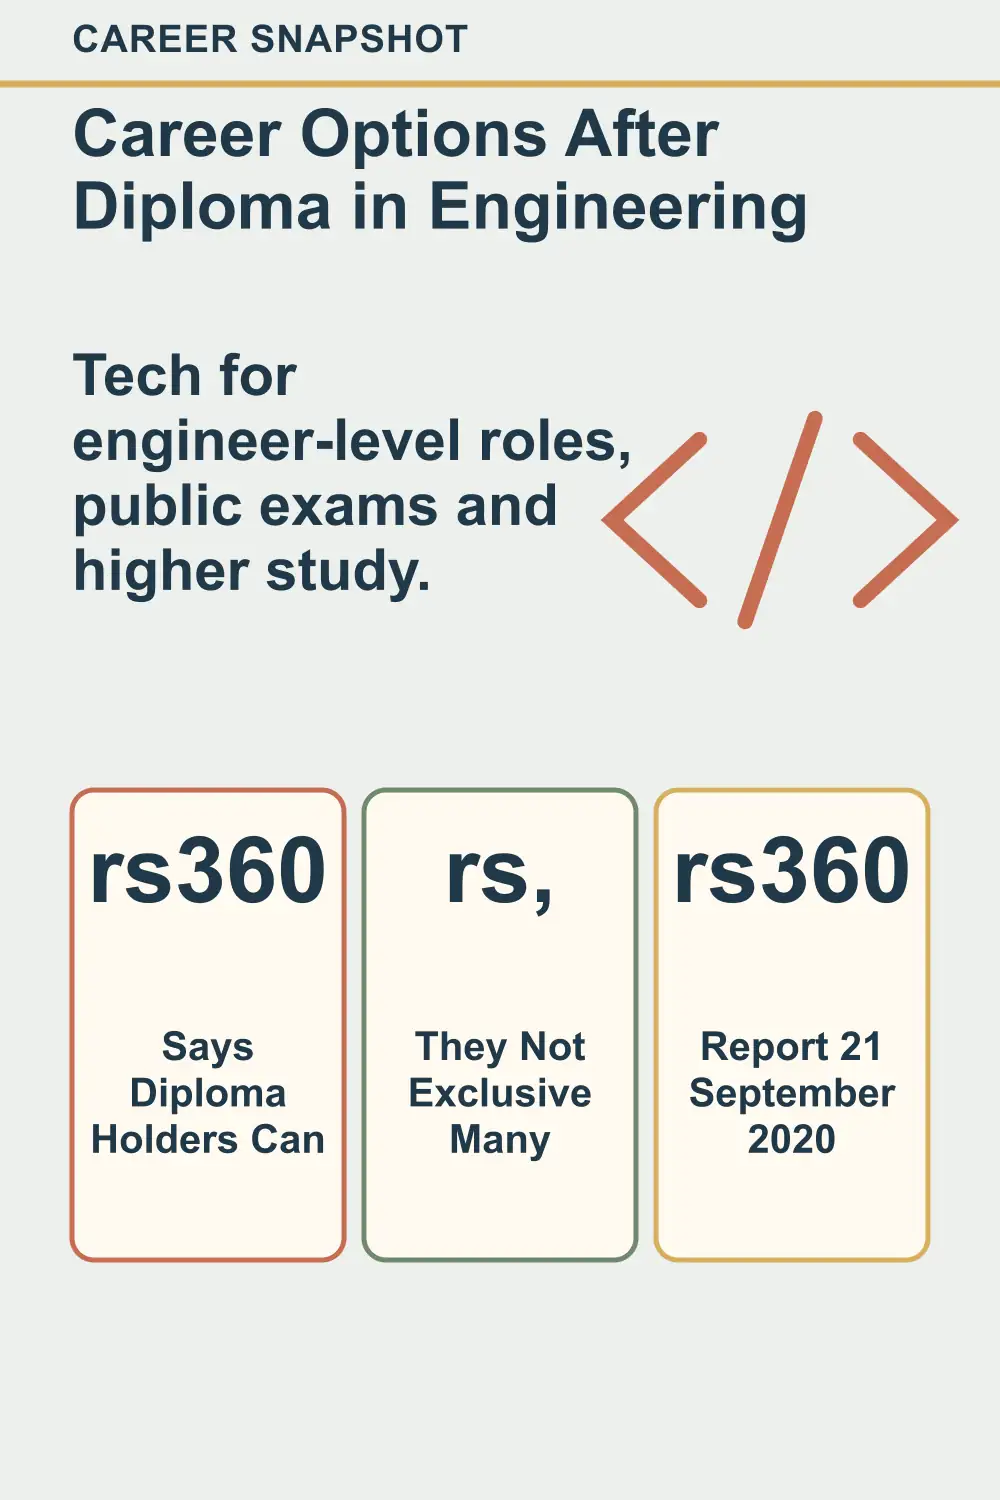 CAREER SNAPSHOT
Career Options After
Diploma in Engineering
Tech for
engineer-level roles,
public exams and
higher study.
rs360
Says
Diploma
Holders Can
rs,
They Not
Exclusive
Many
rs360
Report 21
September
2020